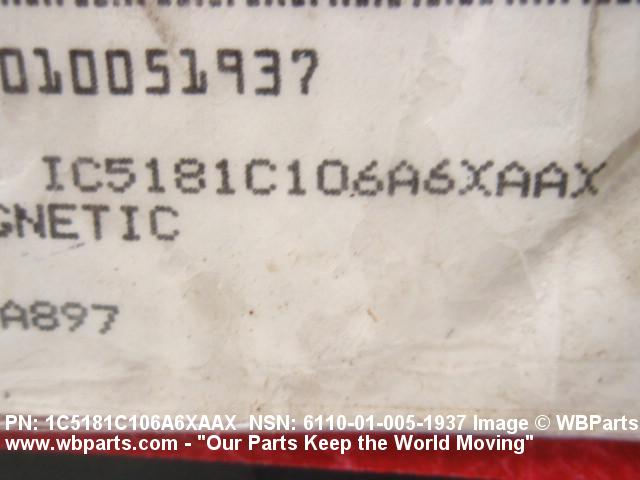 010051937
IC5181C106A6XAAX
GNETIC
A897
PN: 1C5181C106A6XAAX NSN: 6110-01-005-1937 Image © WBParts
www.wbparts.com - "Our Parts Keep the World Moving"